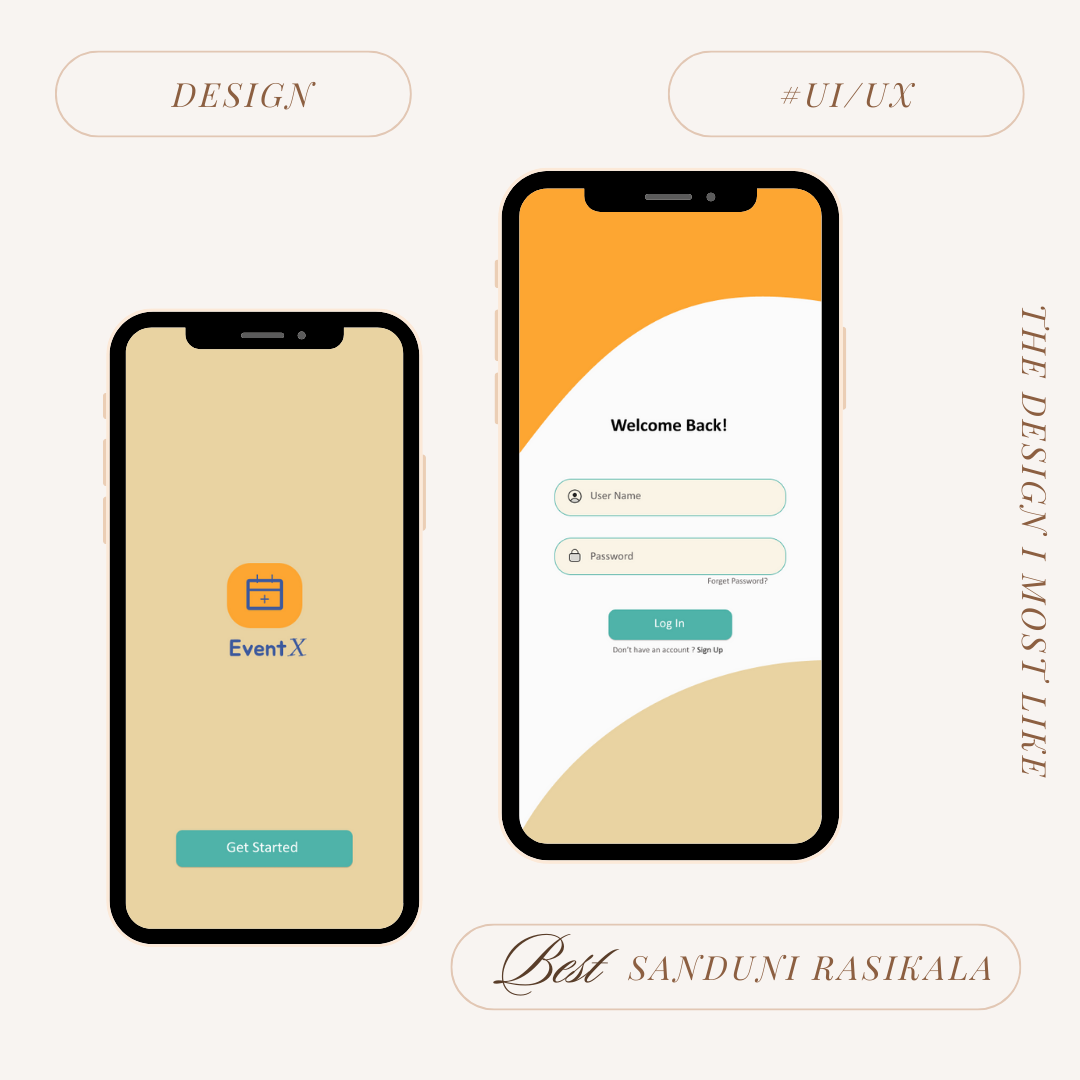 DESIGN
#UI/UX
EventX
Get Started
Welcome Back!
User Name
Password
Forget Password?
Log In
Don't have an account ? Sign Up
THE DESIGN I MOST LIKE
Best SANDUNI RASIKALA